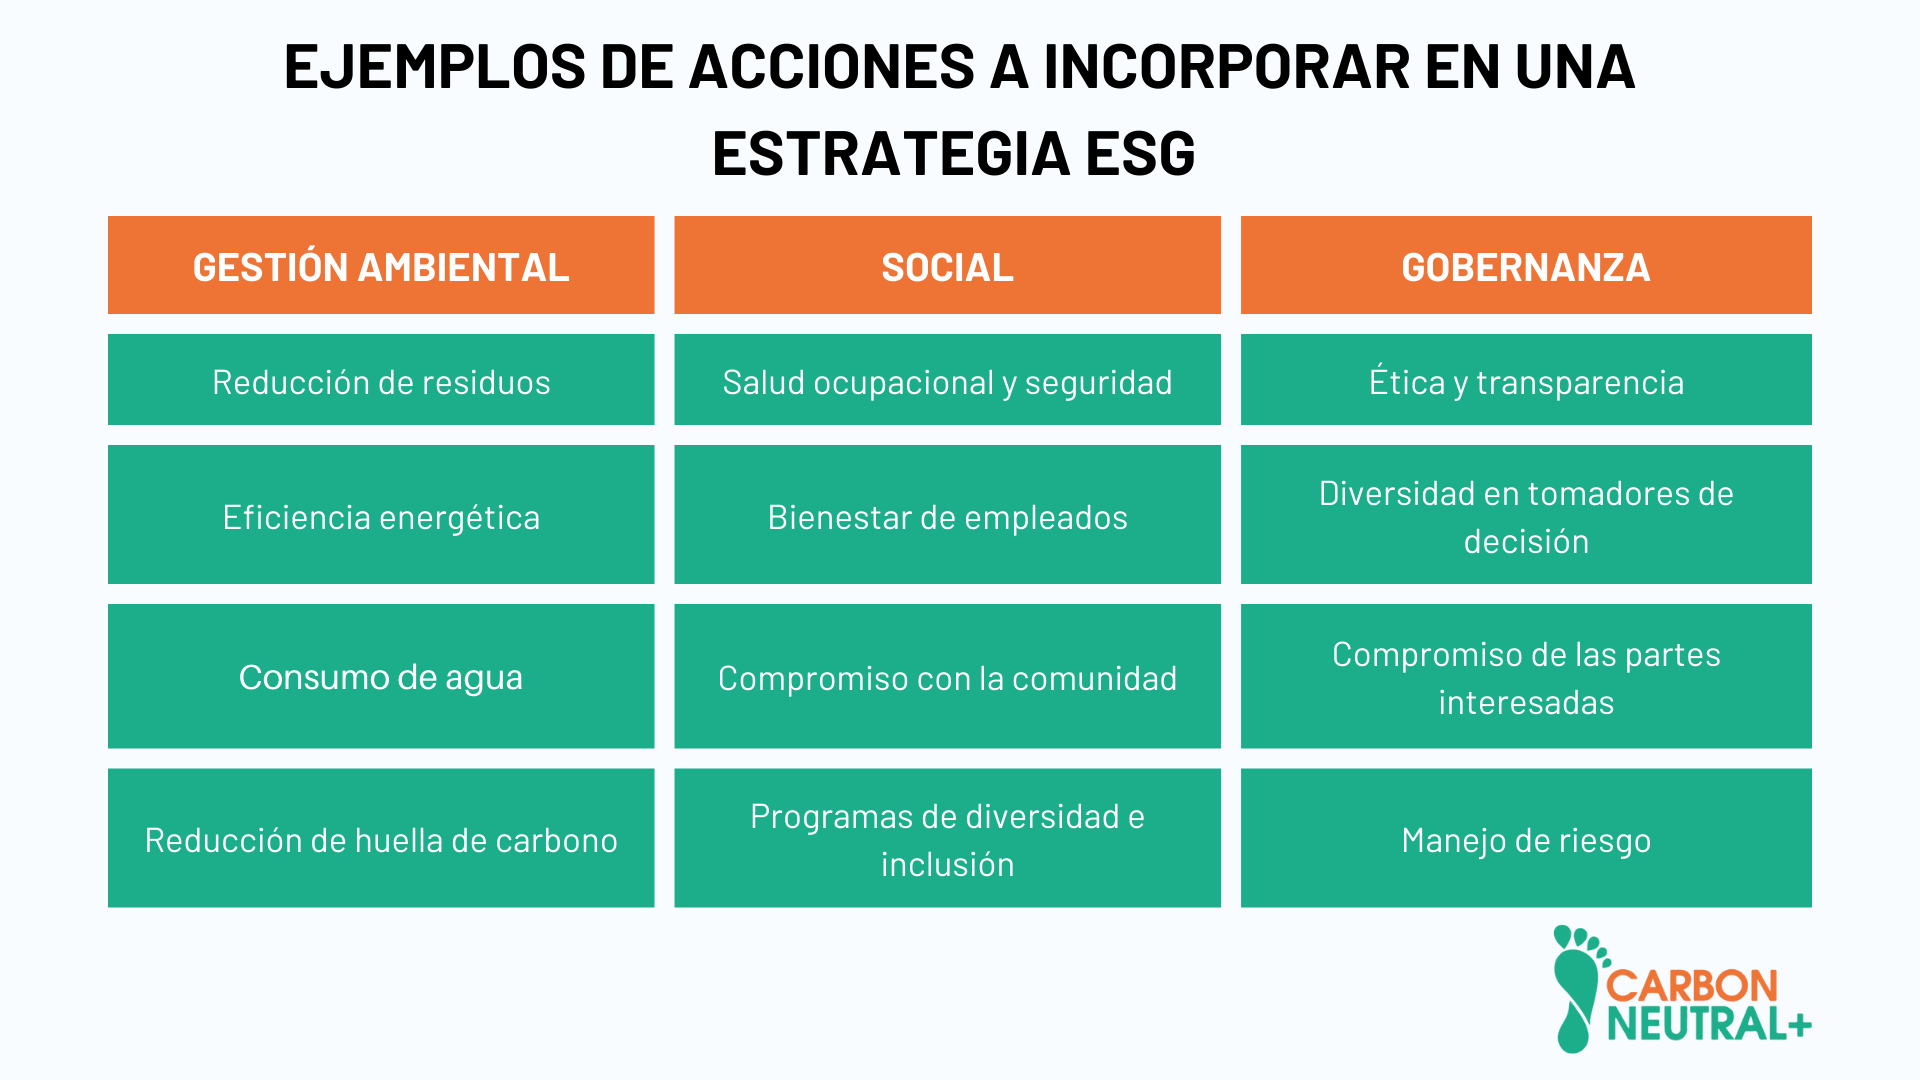 EJEMPLOS DE ACCIONES A INCORPORAR EN UNA
ESTRATEGIA ESG
GESTIÓN AMBIENTAL
SOCIAL
GOBERNANZA
Reducción de residuos
Salud ocupacional y seguridad
Ética y transparencia
Eficiencia energética
Bienestar de empleados
Diversidad en tomadores de
decisión
Consumo de agua
Compromiso con la comunidad
Compromiso de las partes
interesadas
Reducción de huella de carbono
Programas de diversidad e
inclusión
Manejo de riesgo
CARBON
NEUTRAL+